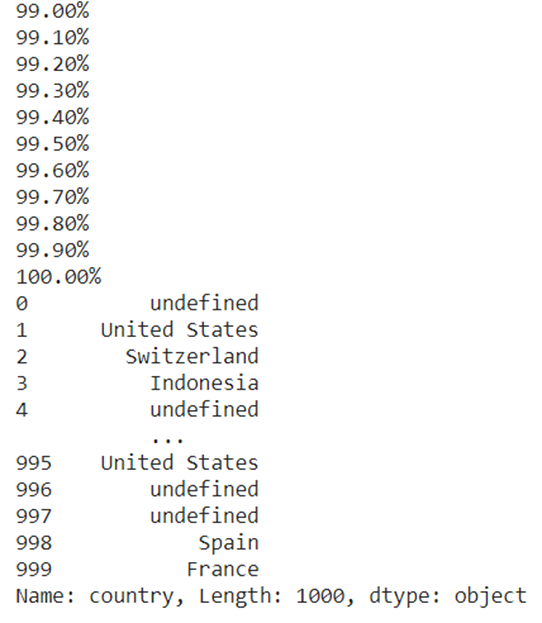 99.00%
99.10%
99.20%
99.30%
99.40%
99.50%
99.60%
99.70%
99.80%
99.90%
100.00%
0 undefined
1 United States
2 Switzerland
3 Indonesia
4 undefined
...
995 United States
996 undefined
997 undefined
998 Spain
999 France
Name: country, Length: 1000, dtype: object